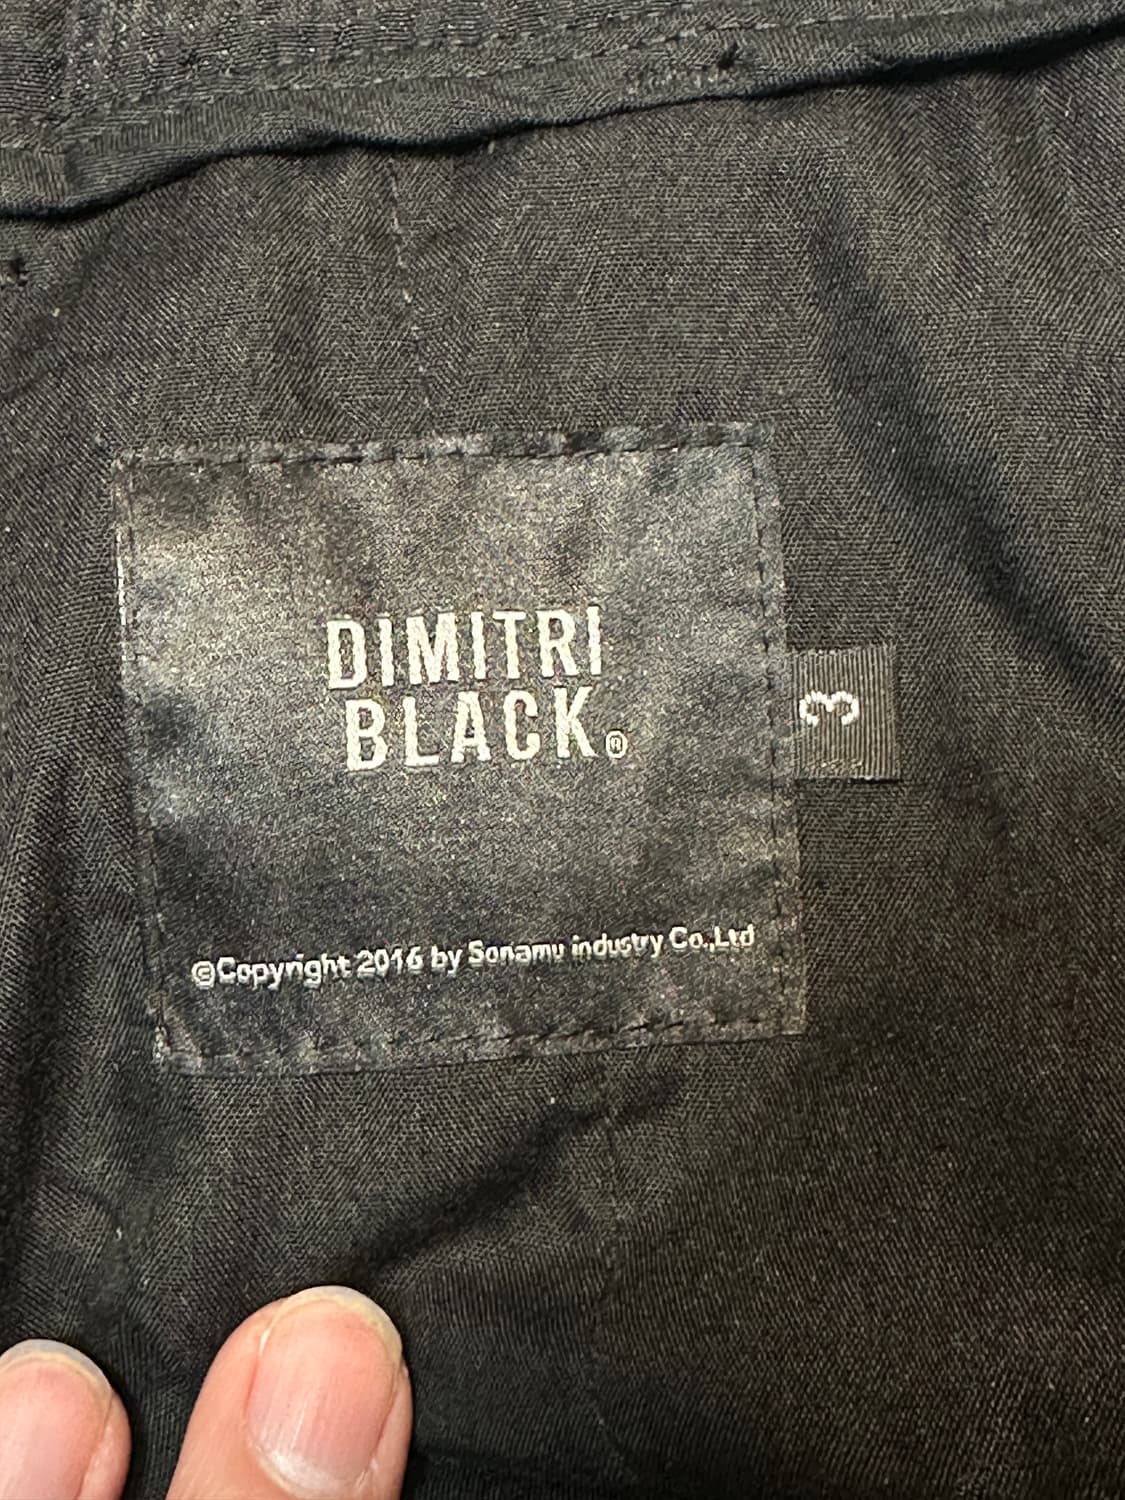 DIMITRI
BLACK®
3
©Copyright 2016 by Sonamu industry Co.,Ltd